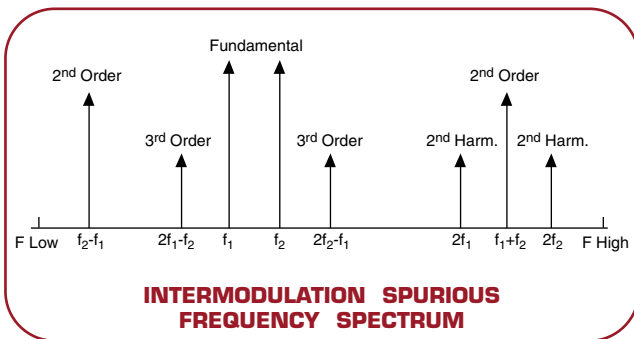 Fundamental
2nd Order
2nd Order
3rd Order
3rd Order
2nd Harm.
2nd Harm.
F Low
f2-f1
2f1-f2
f1
f2
2f2-f1
2f1
f1+f2
2f2
F High
INTERMODULATION SPURIOUS
FREQUENCY SPECTRUM